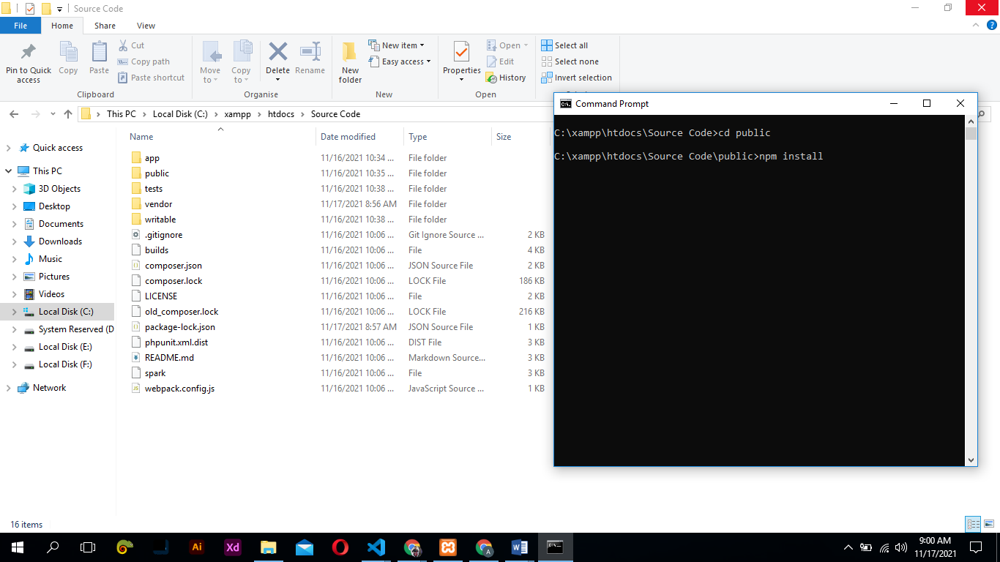 Source Code
File Home Share View
Pin to Quick access
Copy
Paste
Cut
Copy path
Paste shortcut
Clipboard
Move to
Copy to
Delete
Rename
Organise
New folder
New item
Easy access
New
Properties
Open
Edit
History
Open
Select all
Select none
Invert selection
This PC Local Disk (C:) xampp htdocs Source Code
Quick access
This PC
3D Objects
Desktop
Documents
Downloads
Music
Pictures
Videos
Local Disk (C:)
System Reserved (D
Local Disk (E:)
Local Disk (F:)
Network
Name Date modified Type Size
app 11/16/2021 10:34 ... File folder
public 11/16/2021 10:35 ... File folder
tests 11/16/2021 10:38 ... File folder
vendor 11/17/2021 8:56 AM File folder
writable 11/16/2021 10:38 ... File folder
.gitignore 11/16/2021 10:06 ... Git Ignore Source ... 2 KB
builds 11/16/2021 10:06 ... File 4 KB
composer.json 11/16/2021 10:06 ... JSON Source File 2 KB
composer.lock 11/16/2021 10:06 ... LOCK File 186 KB
LICENSE 11/16/2021 10:06 ... File 2 KB
old_composer.lock 11/16/2021 10:06 ... LOCK File 216 KB
package-lock.json 11/17/2021 8:57 AM JSON Source File 1 KB
phpunit.xml.dist 11/16/2021 10:06 ... DIST File 3 KB
README.md 11/16/2021 10:06 ... Markdown Source... 3 KB
spark 11/16/2021 10:06 ... File 3 KB
webpack.config.js 11/16/2021 10:06 ... JavaScript Source ... 1 KB
Command Prompt
C:\xampp\htdocs\Source Code>cd public
C:\xampp\htdocs\Source Code\public>npm install
16 items
Ai
Xd
9:00 AM
11/17/2021